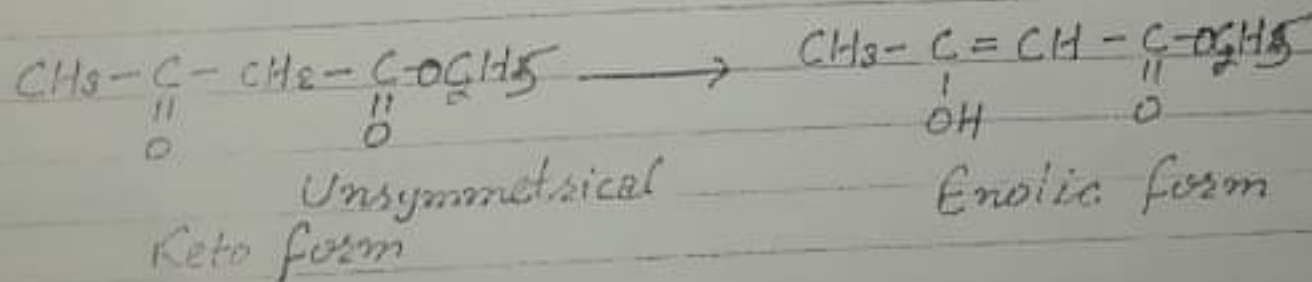 CH3-C-CH2-C-OC2H5 ⟶ CH3-C=CH-C-OC2H5
|| || | ||
O O OH O
Unsymmetrical Enolic form
Keto form